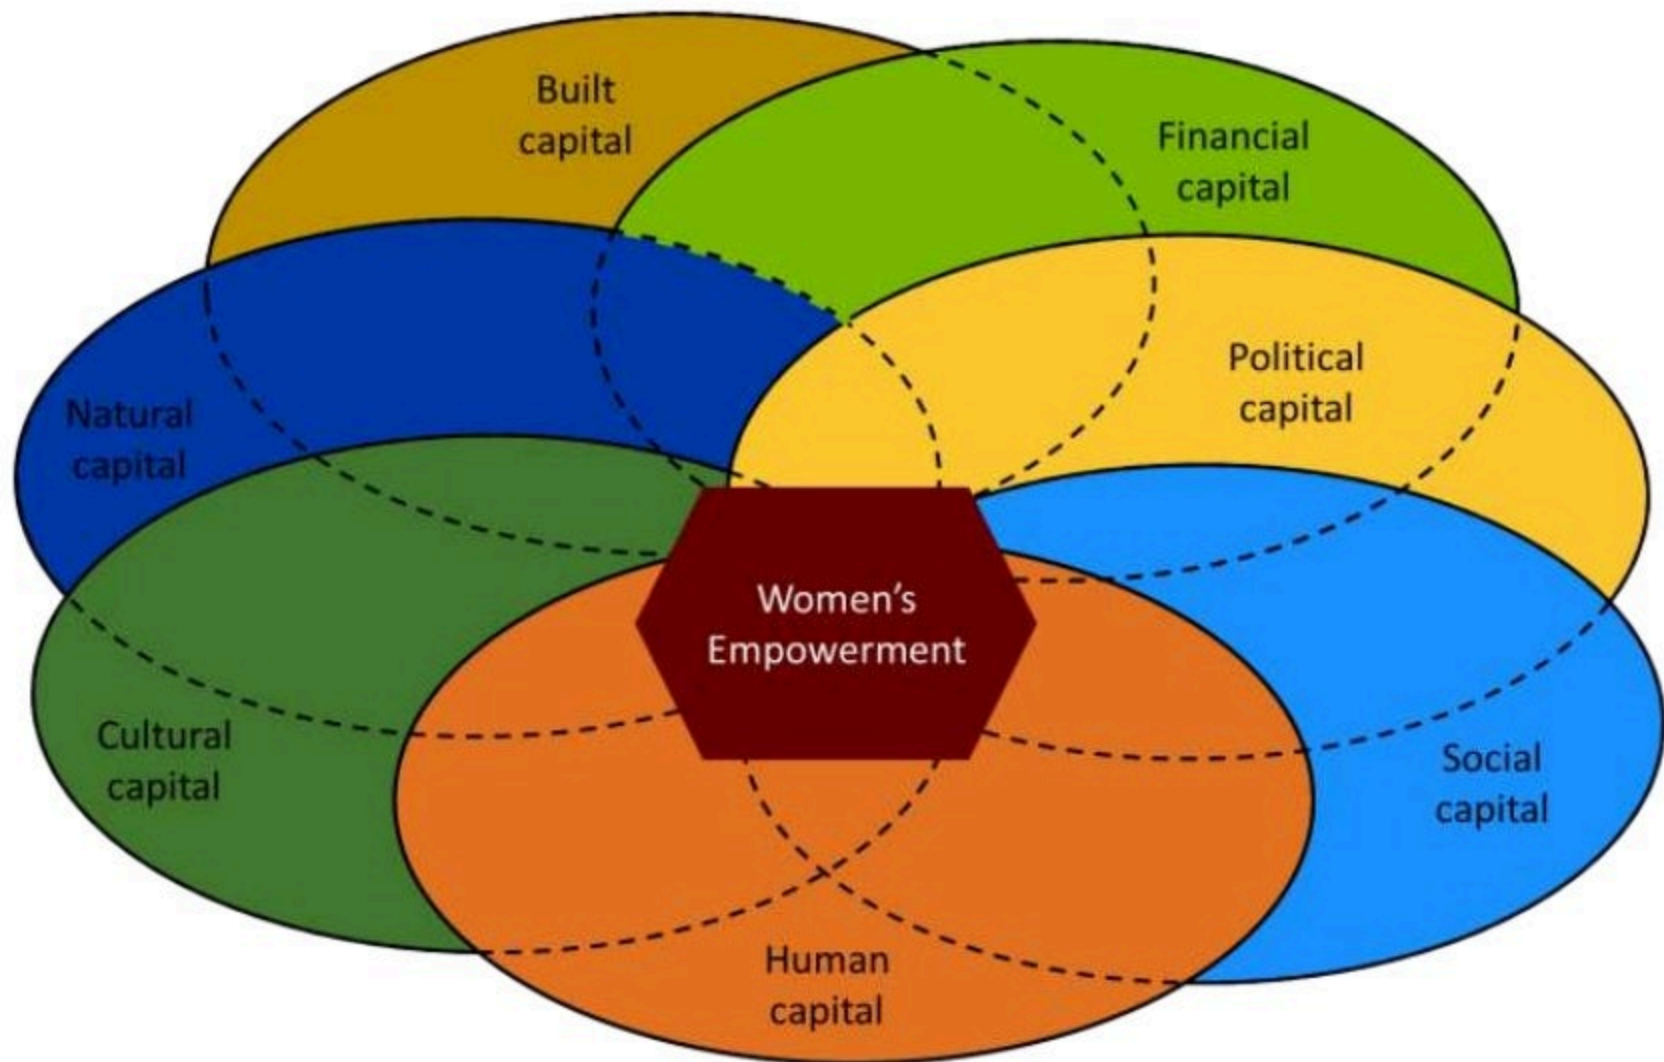 Built
capital
Financial
capital
Political
capital
Natural
capital
Women’s
Empowerment
Cultural
capital
Social
capital
Human
capital